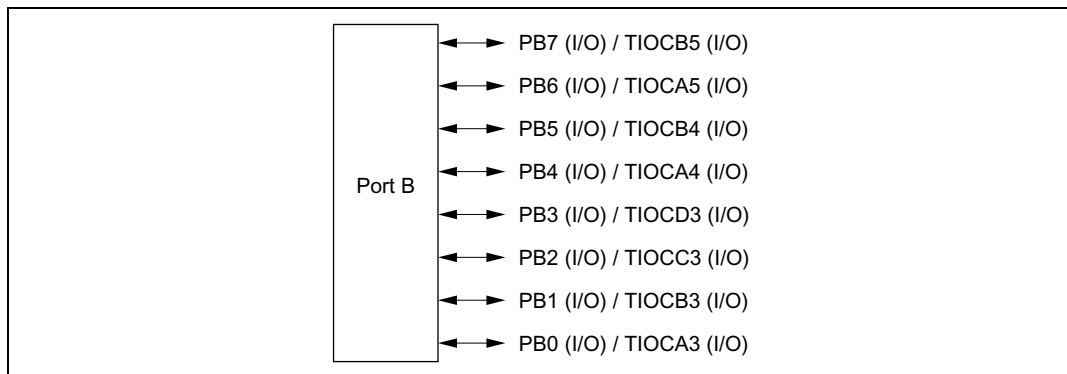 PB7 (I/O) / TIOCB5 (I/O)
PB6 (I/O) / TIOCA5 (I/O)
PB5 (I/O) / TIOCB4 (I/O)
PB4 (I/O) / TIOCA4 (I/O)
Port B
PB3 (I/O) / TIOCD3 (I/O)
PB2 (I/O) / TIOCC3 (I/O)
PB1 (I/O) / TIOCB3 (I/O)
PB0 (I/O) / TIOCA3 (I/O)